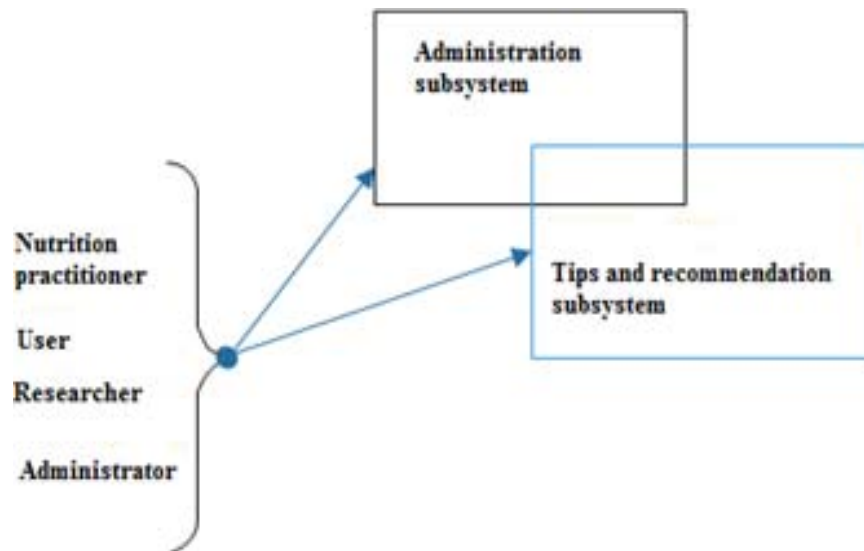 Administration
subsystem
Nutrition
practitioner
User
Researcher
Administrator
Tips and recommendation
subsystem